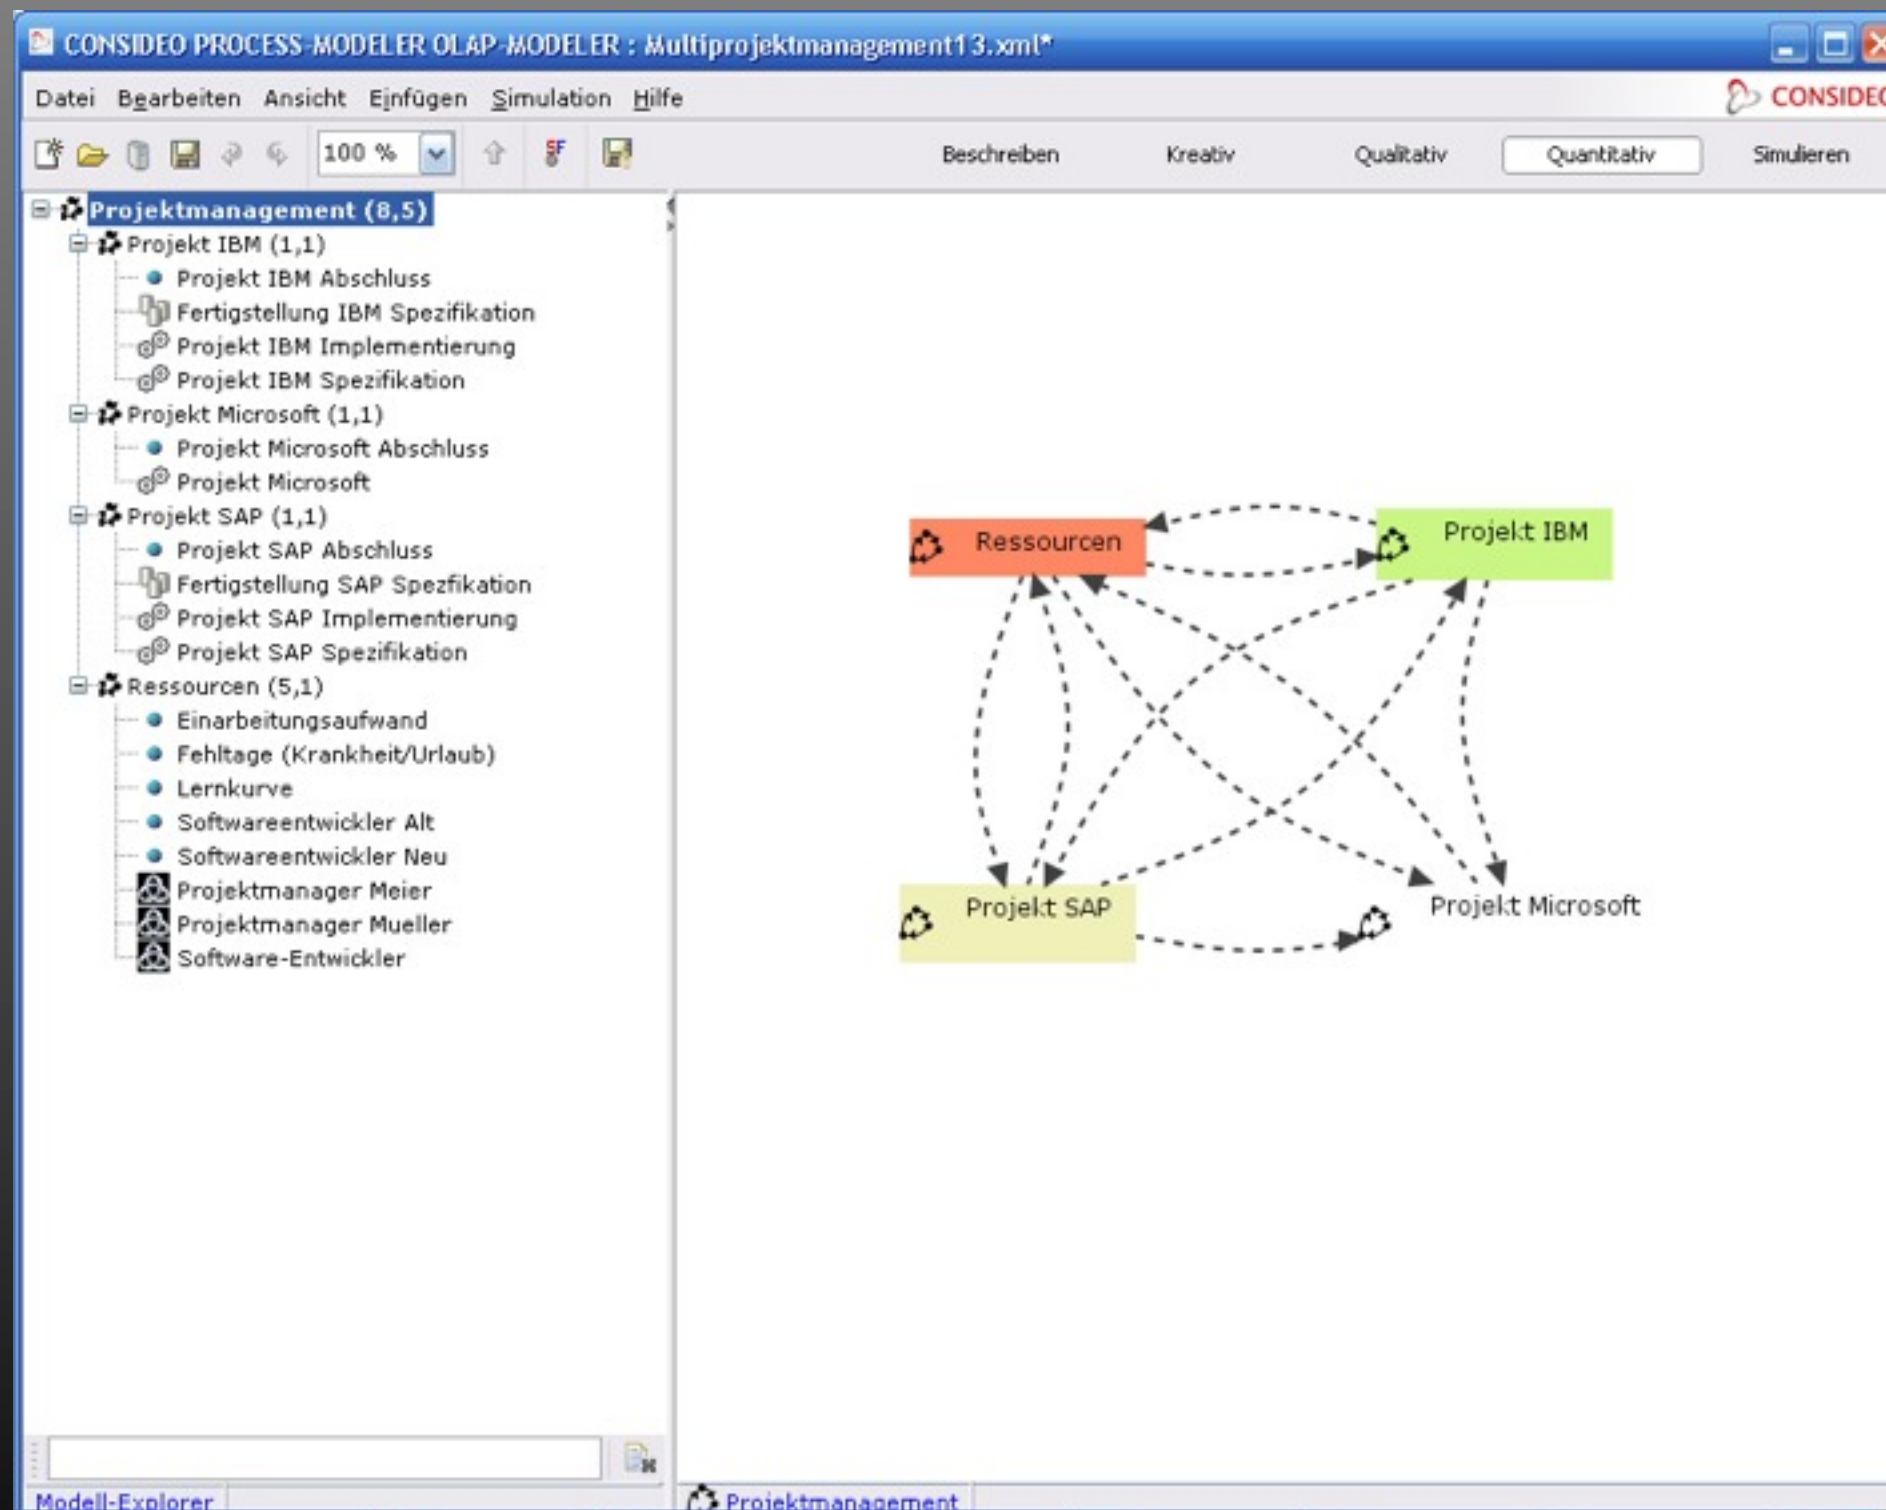 CONSIDEO PROCESS-MODELER OLAP-MODELER : Multiprojektmanagement13.xml*
Datei Bearbeiten Ansicht Einfügen Simulation Hilfe
CONSIDEO
100 %
SF
Beschreiben Kreativ Qualitativ Quantitativ Simulieren
Projektmanagement (8,5)
Projekt IBM (1,1)
Projekt IBM Abschluss
Fertigstellung IBM Spezifikation
Projekt IBM Implementierung
Projekt IBM Spezifikation
Projekt Microsoft (1,1)
Projekt Microsoft Abschluss
Projekt Microsoft
Projekt SAP (1,1)
Projekt SAP Abschluss
Fertigstellung SAP Spezfikation
Projekt SAP Implementierung
Projekt SAP Spezifikation
Ressourcen (5,1)
Einarbeitungsaufwand
Fehltage (Krankheit/Urlaub)
Lernkurve
Softwareentwickler Alt
Softwareentwickler Neu
Projektmanager Meier
Projektmanager Mueller
Software-Entwickler
Ressourcen
Projekt IBM
Projekt SAP
Projekt Microsoft
Modell-Explorer
Projektmanagement